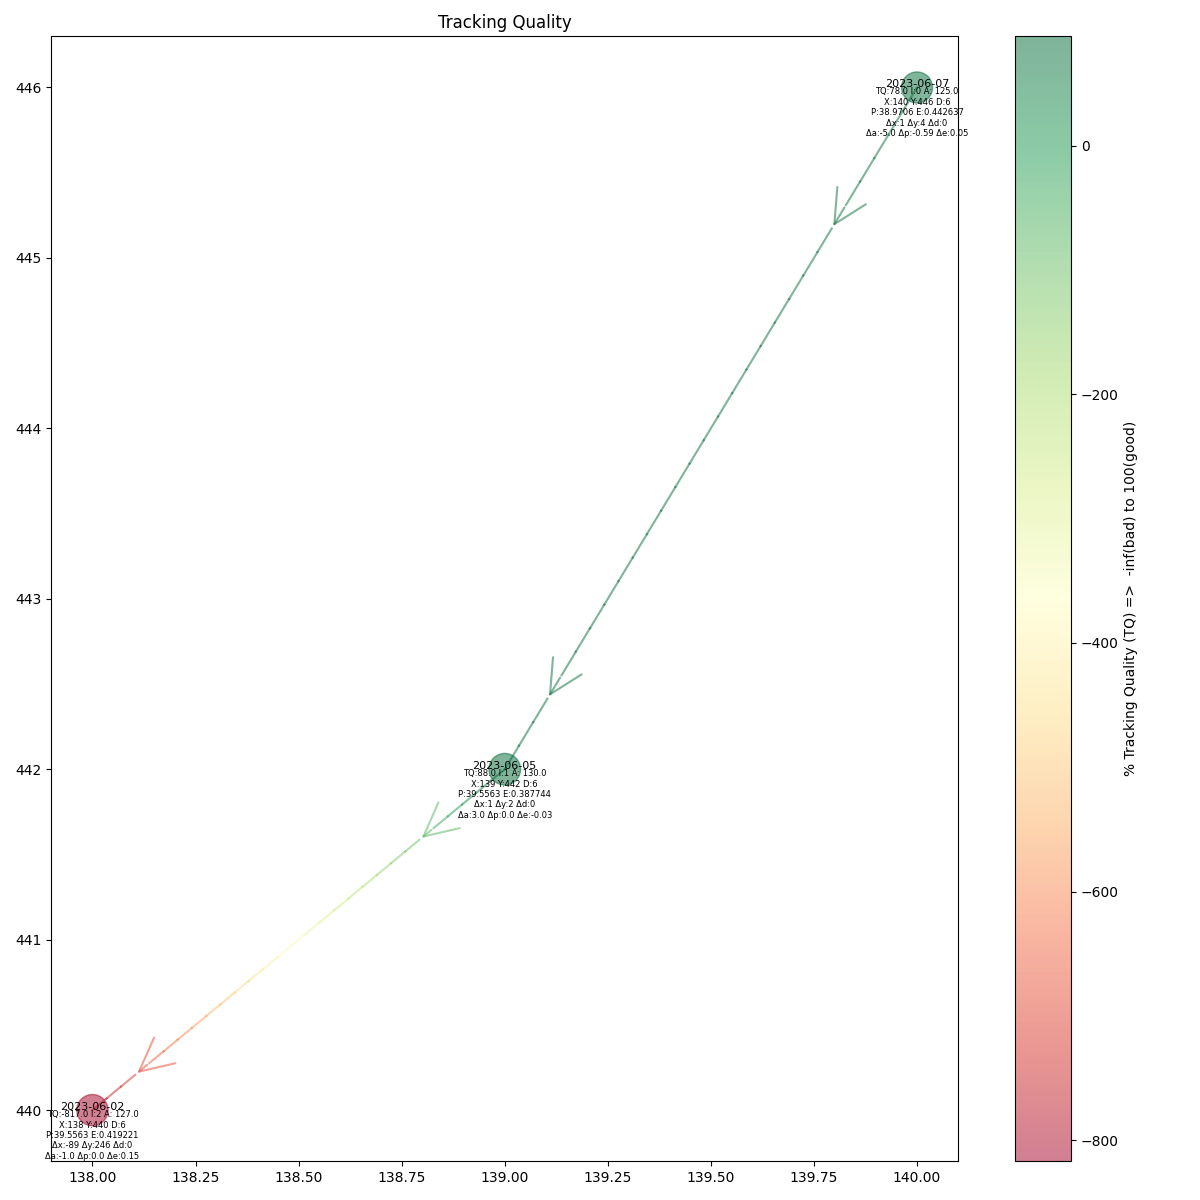 Tracking Quality
446
445
444
443
442
441
440
2023-06-07
TQ:78.0 I:0 A: 125.0
X:140 Y:446 D:6
P:38.9706 E:0.442637
Δx:1 Δy:4 Δd:0
Δa:-5.0 Δp:-0.59 Δe:0.05
2023-06-05
TQ:88.0 I:1 A: 130.0
X:139 Y:442 D:6
P:39.5563 E:0.387744
Δx:1 Δy:2 Δd:0
Δa:3.0 Δp:0.0 Δe:-0.03
2023-06-02
TQ:-817.0 I:2 A: 127.0
X:138 Y:440 D:6
P:39.5563 E:0.419221
Δx:-89 Δy:246 Δd:0
Δa:-1.0 Δp:0.0 Δe:0.15
138.00 138.25 138.50 138.75 139.00 139.25 139.50 139.75 140.00
0
−200
−400
−600
−800
% Tracking Quality (TQ) => -inf(bad) to 100(good)